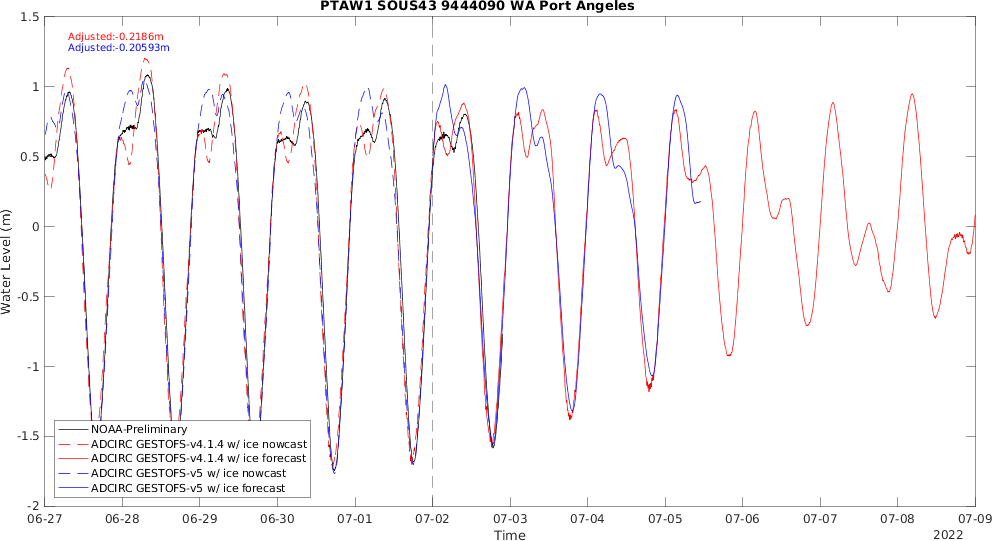 PTAW1 SOUS43 9444090 WA Port Angeles
Adjusted:-0.2186m
Adjusted:-0.20593m
1.5
1
0.5
0
-0.5
-1
-1.5
-2
Water Level (m)
NOAA-Preliminary
ADCIRC GESTOFS-v4.1.4 w/ ice nowcast
ADCIRC GESTOFS-v4.1.4 w/ ice forecast
ADCIRC GESTOFS-v5 w/ ice nowcast
ADCIRC GESTOFS-v5 w/ ice forecast
06-27 06-28 06-29 06-30 07-01 07-02 07-03 07-04 07-05 07-06 07-07 07-08 07-09
Time
2022